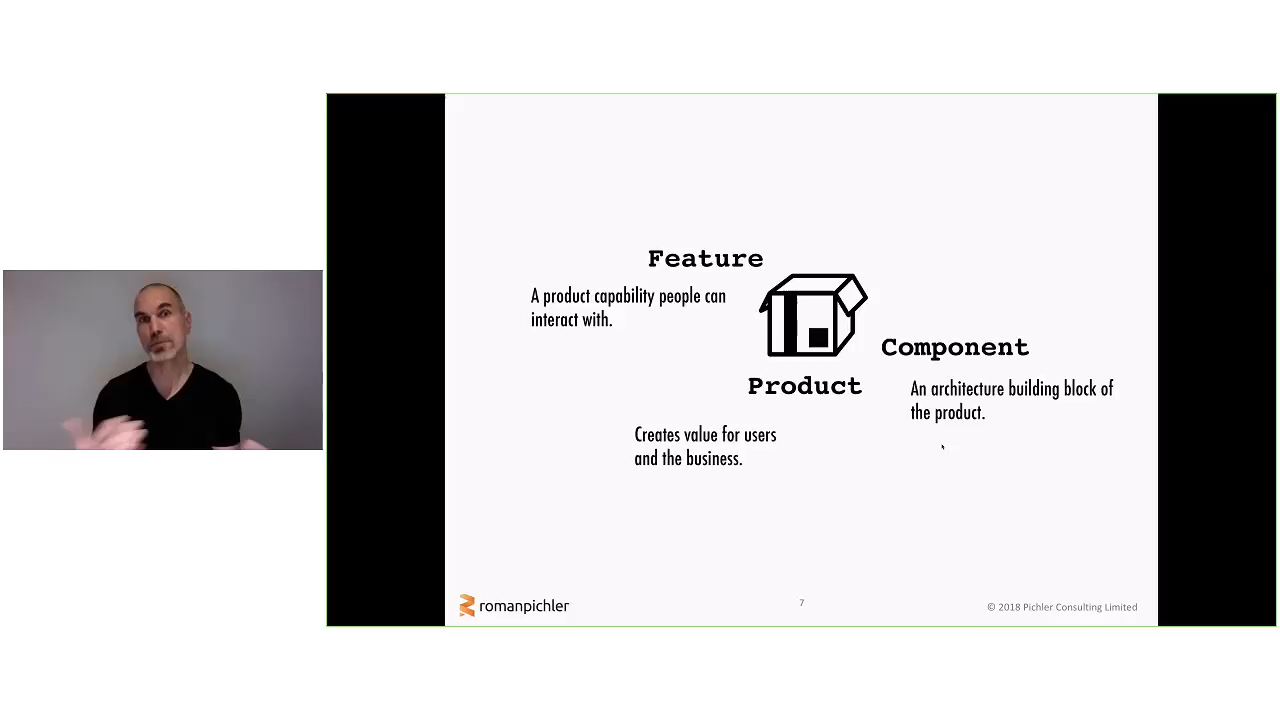 Feature
A product capability people can
interact with.
Component
Product
An architecture building block of
the product.
Creates value for users
and the business.
romanpichler
7
© 2018 Pichler Consulting Limited